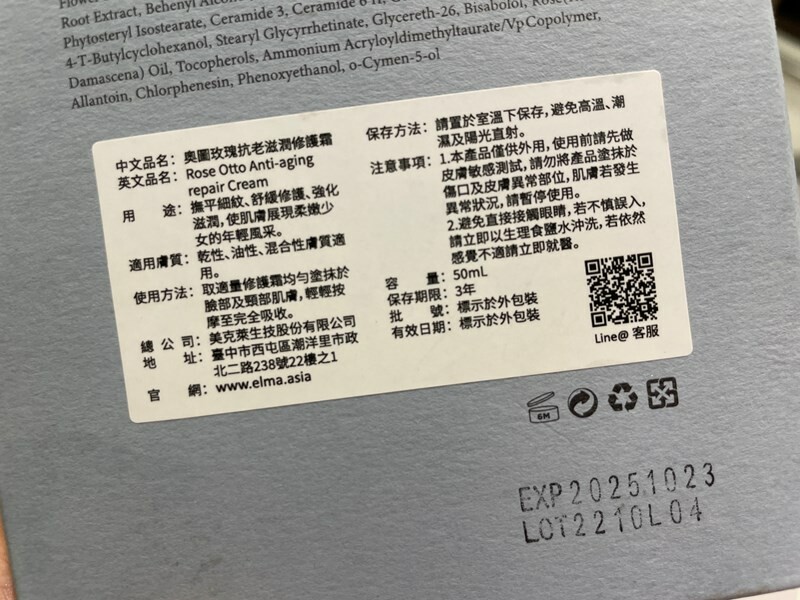 Root Extract, Behenyl Alcohol
Phytosteryl Isostearate, Ceramide 3, Ceramide 6 II,
4-T-Butylcyclohexanol, Stearyl Glycyrrhetinate, Glycereth-26, Bisabolol,
Damascena) Oil, Tocopherols, Ammonium Acryloyldimethyltaurate/Vp Copolymer,
Allantoin, Chlorphenesin, Phenoxyethanol, o-Cymen-5-ol
中文品名: 奧圖玫瑰抗老滋潤修護霜
英文品名: Rose Otto Anti-aging
repair Cream
用 途: 撫平細紋、舒緩修護、強化
滋潤,使肌膚展現柔嫩少
女的年輕風采。
適用膚質: 乾性、油性、混合性膚質適
用。
使用方法: 取適量修護霜均勻塗抹於
臉部及頸部肌膚,輕輕按
摩至完全吸收。
總 公 司: 美克萊生技股份有限公司
地 址: 臺中市西屯區潮洋里市政
北二路238號22樓之1
官 網: www.elma.asia
保存方法: 請置於室溫下保存,避免高溫、潮
濕及陽光直射。
注意事項: 1.本產品僅供外用,使用前請先做
皮膚敏感測試,請勿將產品塗抹於
傷口及皮膚異常部位,肌膚若發生
異常狀況,請暫停使用。
2.避免直接接觸眼睛,若不慎誤入,
請立即以生理食鹽水沖洗,若依然
感覺不適請立即就醫。
容 量: 50mL
保存期限: 3年
批 號: 標示於外包裝
有效日期: 標示於外包裝
Line@ 客服
6M
EXP20251023
LOT2210L04